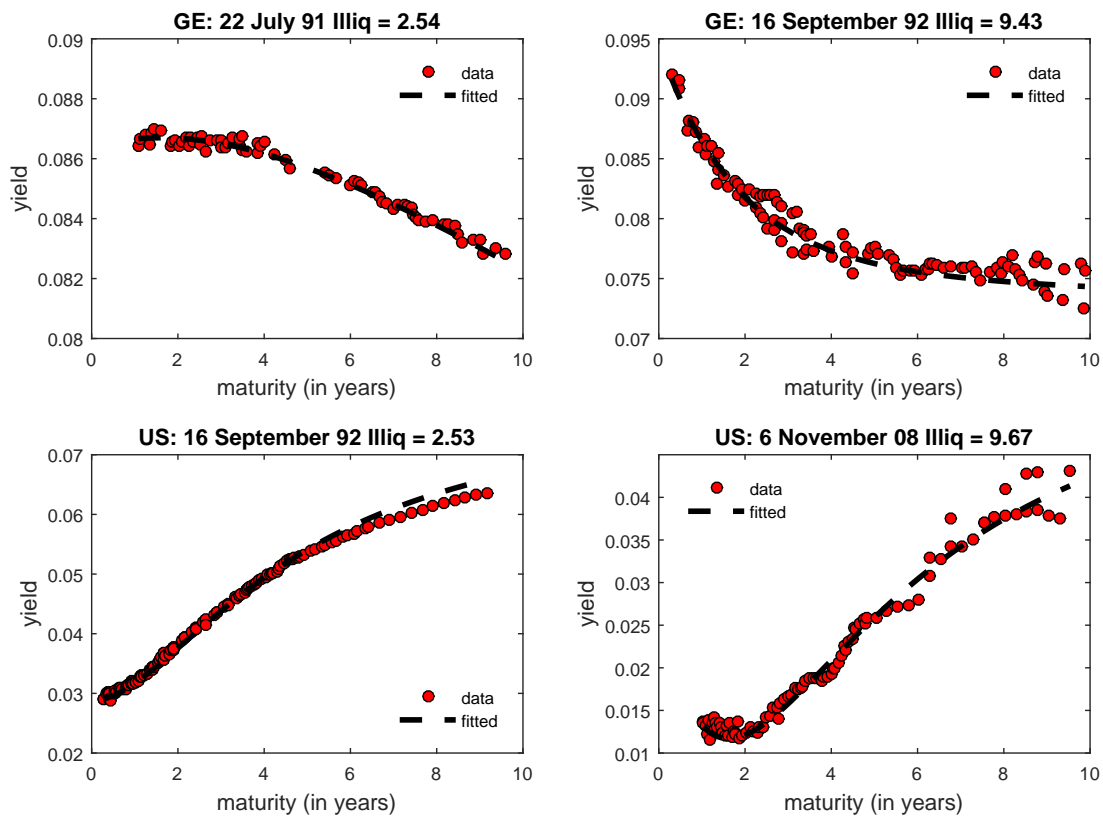 GE: 22 July 91 Illiq = 2.54
0.09
0.088
0.086
0.084
0.082
0.08
yield
data
fitted
0 2 4 6 8 10
maturity (in years)
GE: 16 September 92 Illiq = 9.43
0.095
0.09
0.085
0.08
0.075
0.07
yield
data
fitted
0 2 4 6 8 10
maturity (in years)
US: 16 September 92 Illiq = 2.53
0.07
0.06
0.05
0.04
0.03
0.02
yield
data
fitted
0 2 4 6 8 10
maturity (in years)
US: 6 November 08 Illiq = 9.67
0.04
0.035
0.03
0.025
0.02
0.015
0.01
yield
data
fitted
0 2 4 6 8 10
maturity (in years)